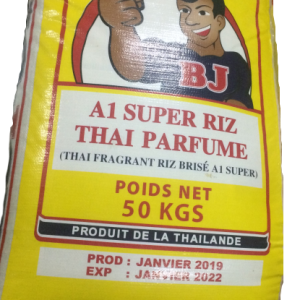 BJ
A1 SUPER RIZ
THAI PARFUME
(THAI FRAGRANT RIZ BRISÉ A1 SUPER)
POIDS NET
50 KGS
PRODUIT DE LA THAILANDE
PROD : JANVIER 2019
EXP : JANVIER 2022